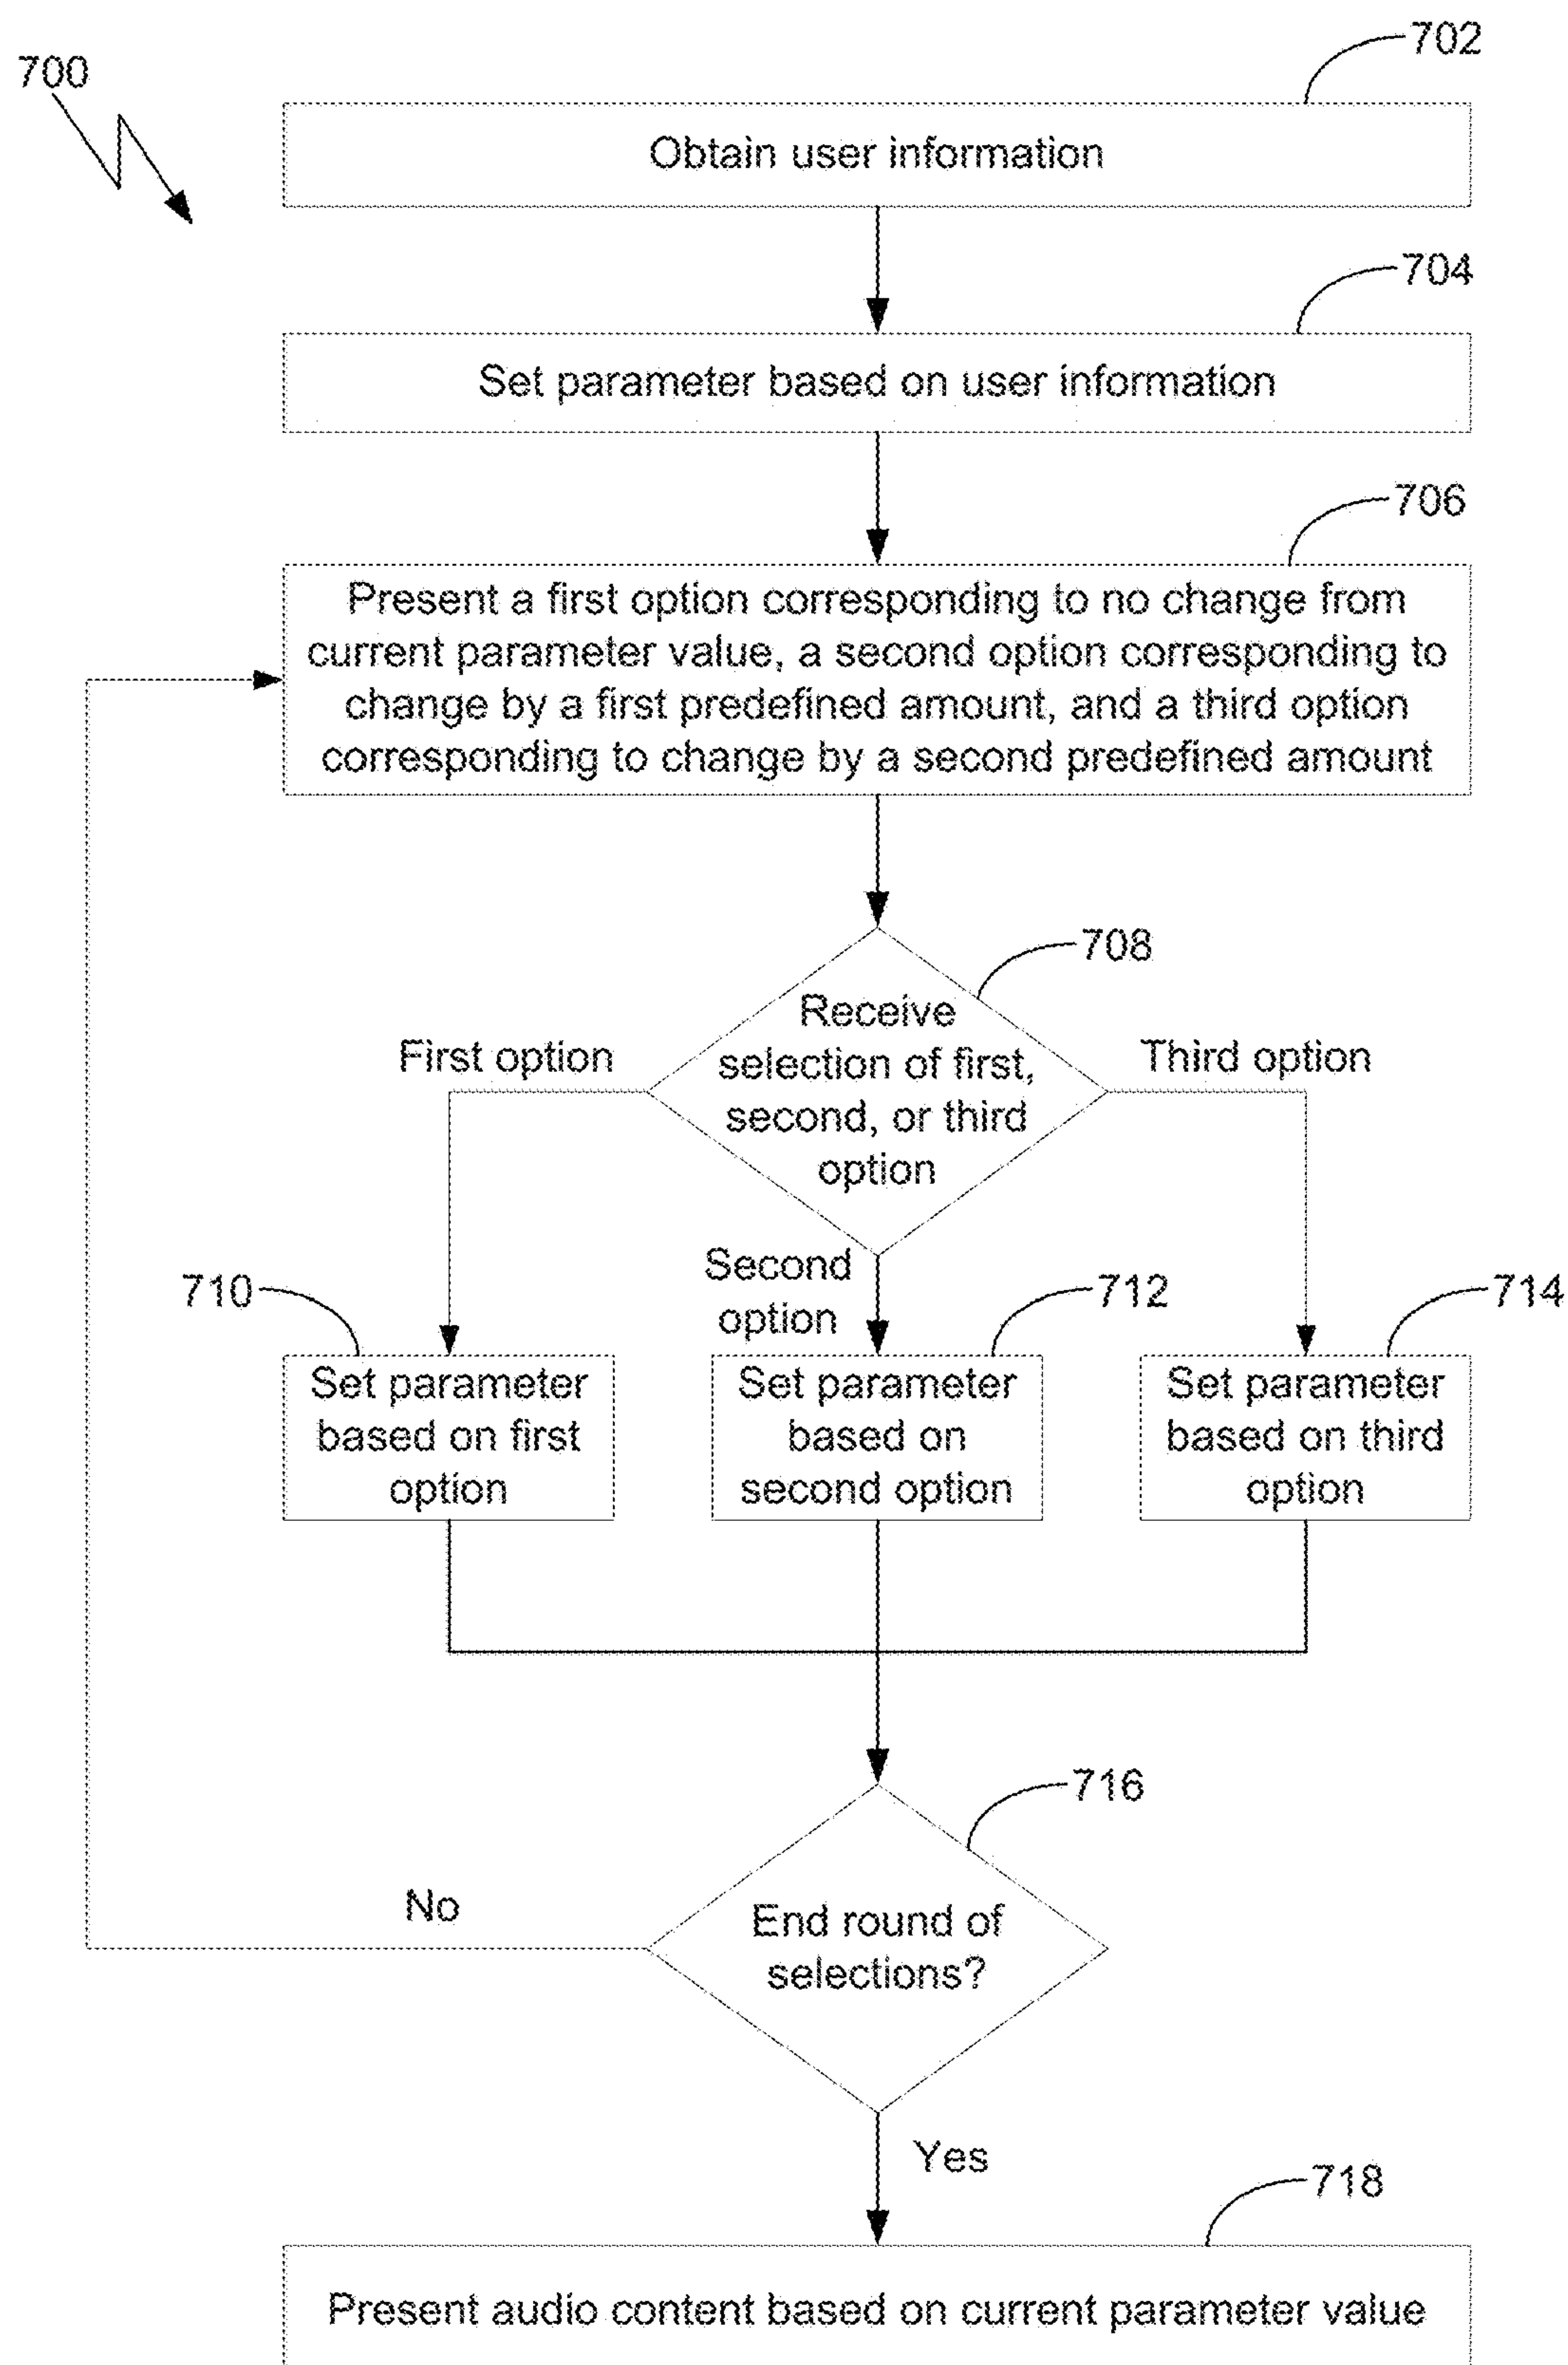 702
700
Obtain user information
704
Set parameter based on user information
706
Present a first option corresponding to no change from
current parameter value, a second option corresponding to
change by a first predefined amount, and a third option
corresponding to change by a second predefined amount
708
Receive
selection of first,
second, or third
option
First option
Third option
Second
option
710
712
714
Set parameter
based on first
option
Set parameter
based on
second option
Set parameter
based on third
option
716
End round of
selections?
No
Yes
718
Present audio content based on current parameter value